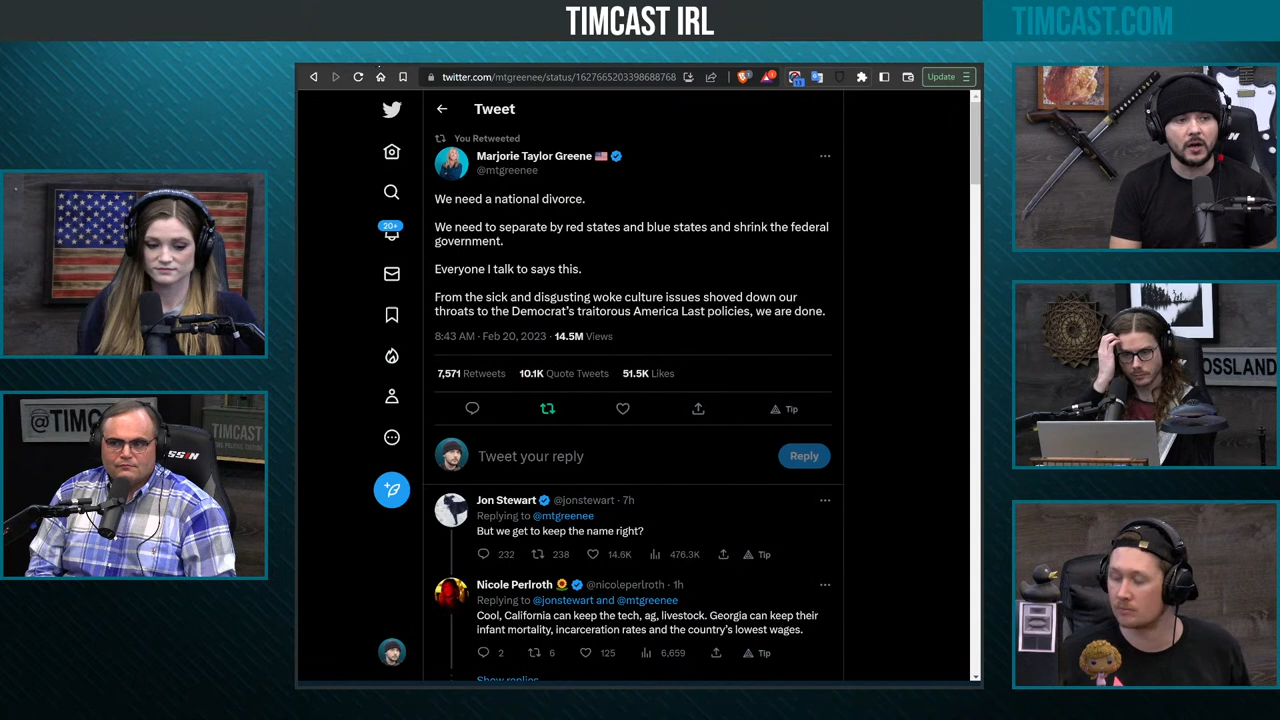 TIMCAST IRL
TIMCAST.COM
twitter.com/mtgreenee/status/1627665203398688768
Update
Tweet
You Retweeted
Marjorie Taylor Greene
@mtgreenee
We need a national divorce.
We need to separate by red states and blue states and shrink the federal
government.
Everyone I talk to says this.
From the sick and disgusting woke culture issues shoved down our
throats to the Democrat's traitorous America Last policies, we are done.
8:43 AM · Feb 20, 2023 · 14.5M Views
7,571 Retweets 10.1K Quote Tweets 51.5K Likes
Tip
Tweet your reply
Reply
Jon Stewart @jonstewart · 7h
Replying to @mtgreenee
But we get to keep the name right?
232 238 14.6K 476.3K Tip
Nicole Perlroth @nicoleperlroth · 1h
Replying to @jonstewart and @mtgreenee
Cool, California can keep the tech, ag, livestock. Georgia can keep their
infant mortality, incarceration rates and the country's lowest wages.
2 6 125 6,659 Tip
Show replies
20+
@TIMC
TIMCAST
OSSLAND